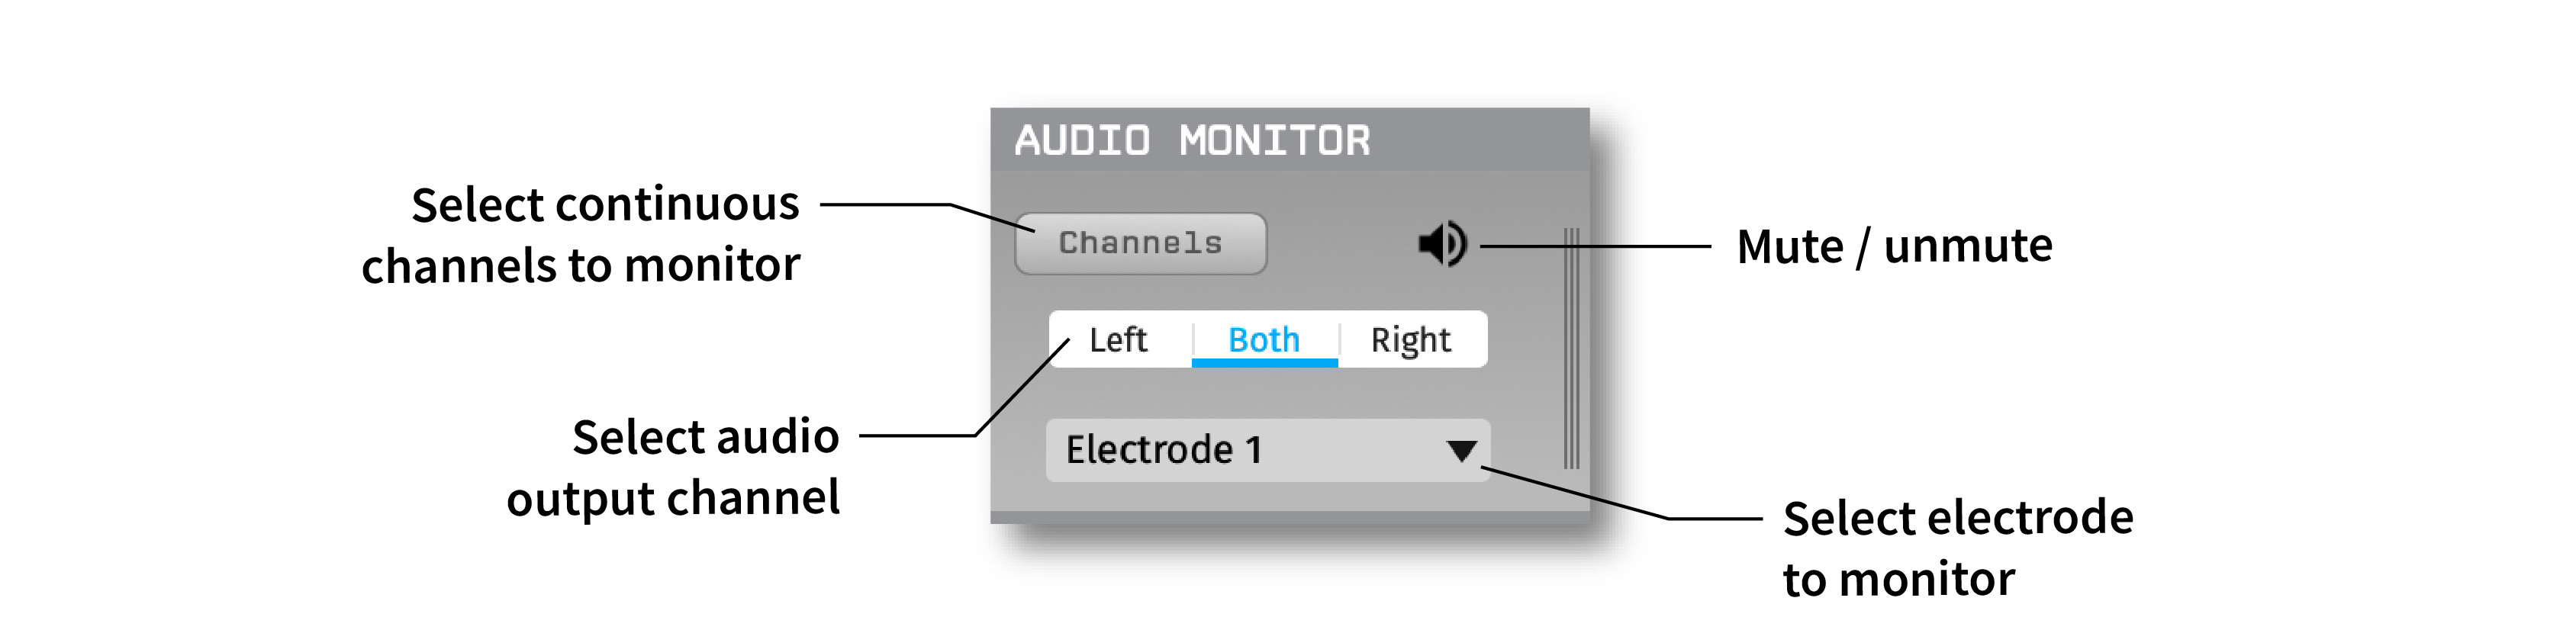 AUDIO MONITOR
Select continuous
channels to monitor
Channels
Mute / unmute
Left Both Right
Select audio
output channel
Electrode 1
Select electrode
to monitor